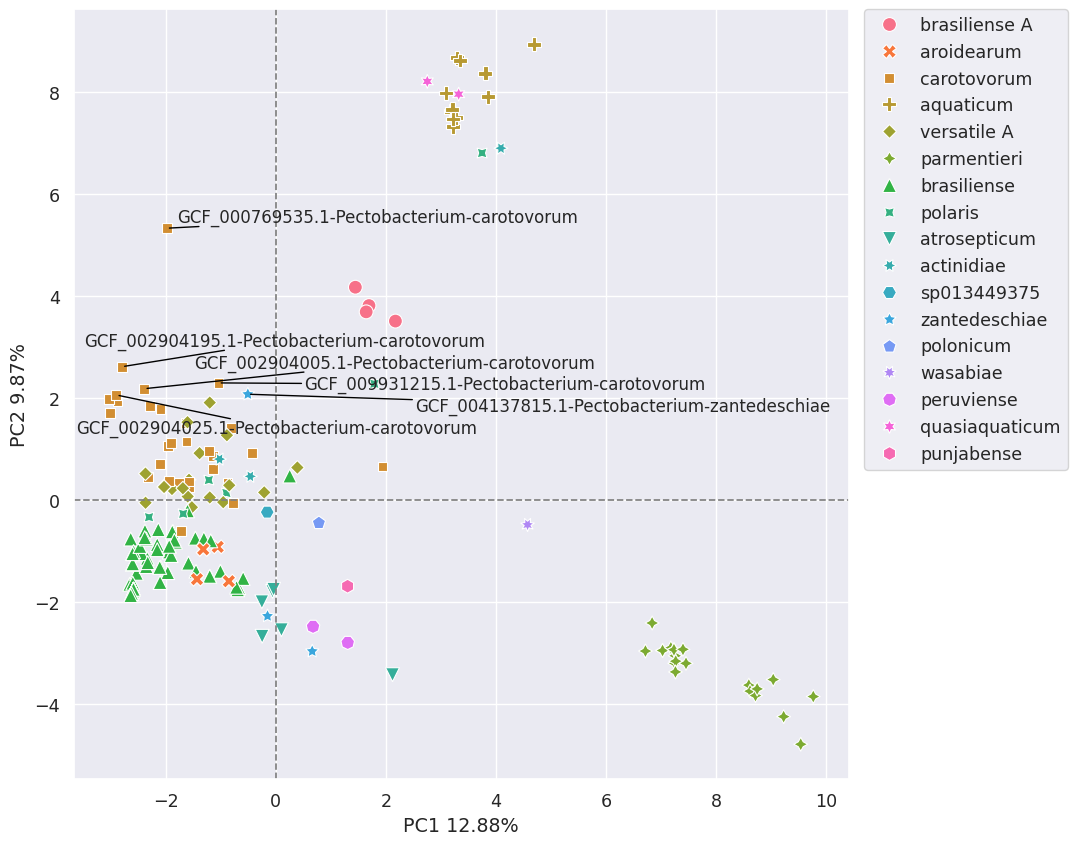 brasiliense A
aroidearum
carotovorum
aquaticum
versatile A
parmentieri
brasiliense
polaris
atrosepticum
actinidiae
sp013449375
zantedeschiae
polonicum
wasabiae
peruviense
quasiaquaticum
punjabense
GCF_000769535.1-Pectobacterium-carotovorum
GCF_002904195.1-Pectobacterium-carotovorum
GCF_002904005.1-Pectobacterium-carotovorum
GCF_009931215.1-Pectobacterium-carotovorum
GCF_004137815.1-Pectobacterium-zantedeschiae
GCF_002904025.1-Pectobacterium-carotovorum
8
6
4
2
0
−2
−4
PC2 9.87%
−2 0 2 4 6 8 10
PC1 12.88%